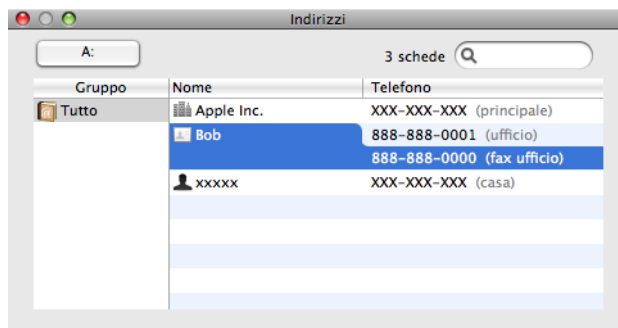 Indirizzi
A:
3 schede
Gruppo Nome Telefono
Tutto Apple Inc. XXX-XXX-XXX (principale)
Bob 888-888-0001 (ufficio)
888-888-0000 (fax ufficio)
xxxxx XXX-XXX-XXX (casa)